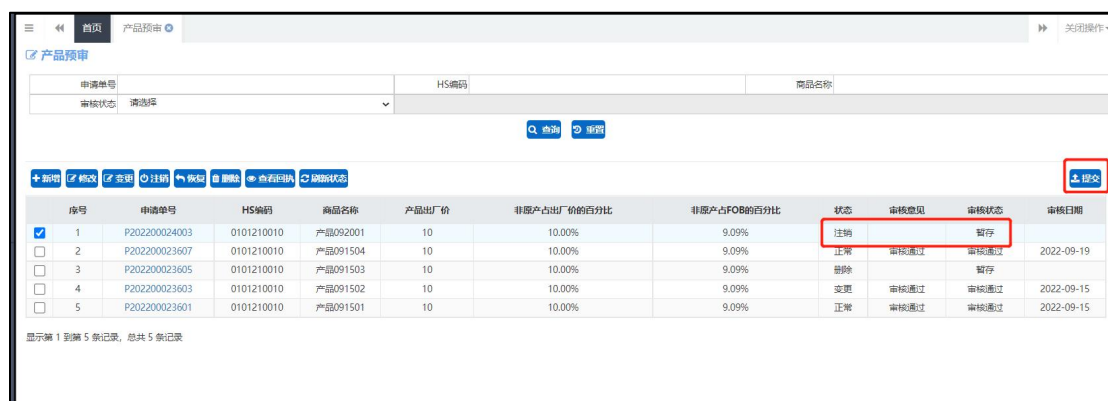 首页 产品预审 关闭操作
产品预审
申请单号 HS编码 商品名称
审核状态 请选择
查询 重置
新增 修改 变更 注销 恢复 删除 查看回执 刷新状态 提交
序号 申请单号 HS编码 商品名称 产品出厂价 非原产占出厂价的百分比 非原产占FOB的百分比 状态 审核意见 审核状态 审核日期
1 P202200024003 0101210010 产品092001 10 10.00% 9.09% 注销 暂存
2 P202200023607 0101210010 产品091504 10 10.00% 9.09% 正常 审核通过 审核通过 2022-09-19
3 P202200023605 0101210010 产品091503 10 10.00% 9.09% 删除 暂存
4 P202200023603 0101210010 产品091502 10 10.00% 9.09% 变更 审核通过 审核通过 2022-09-15
5 P202200023601 0101210010 产品091501 10 10.00% 9.09% 正常 审核通过 审核通过 2022-09-15
显示第 1 到第 5 条记录，总共 5 条记录